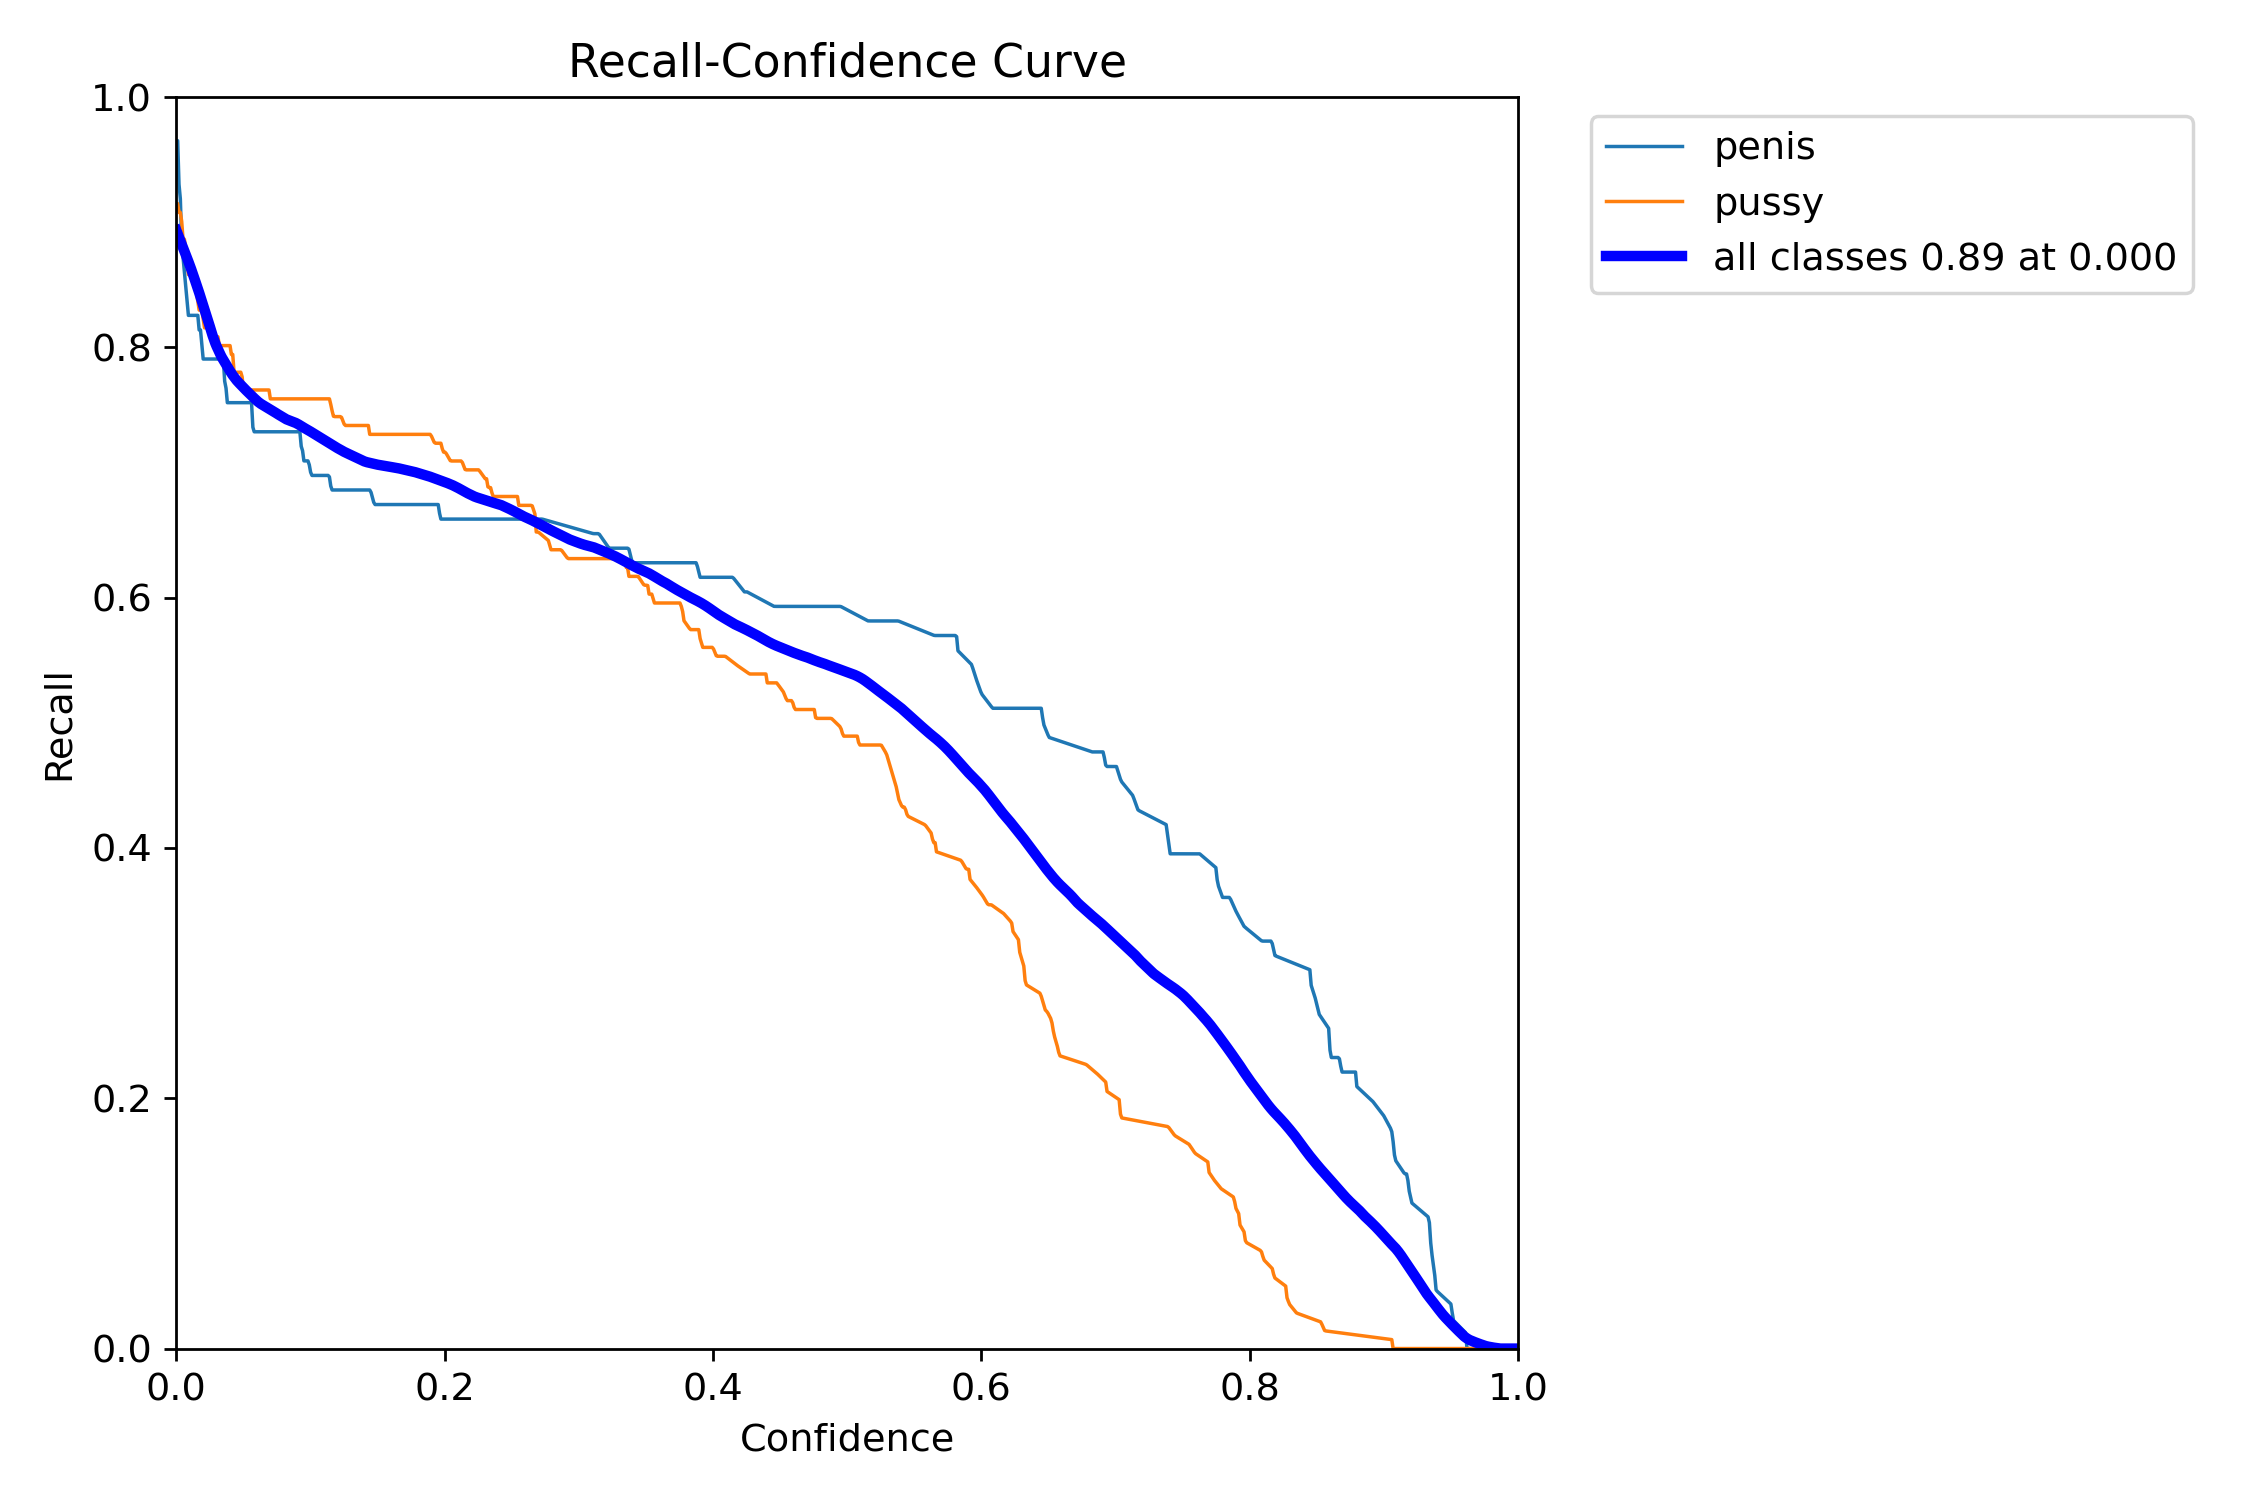 Recall-Confidence Curve
1.0
0.8
0.6
0.4
0.2
0.0
Recall
0.0 0.2 0.4 0.6 0.8 1.0
Confidence
penis
pussy
all classes 0.89 at 0.000